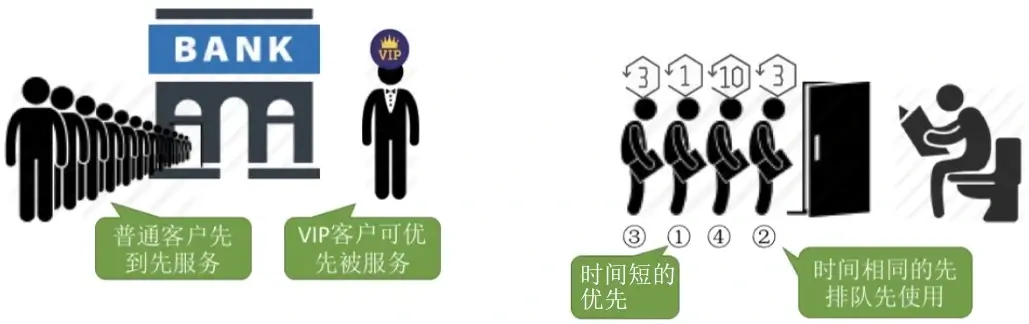 BANK
VIP
普通客户先
到先服务
VIP客户可优
先被服务
3 1 10 3
③ ① ④ ②
时间短的
优先
时间相同的先
排队先使用